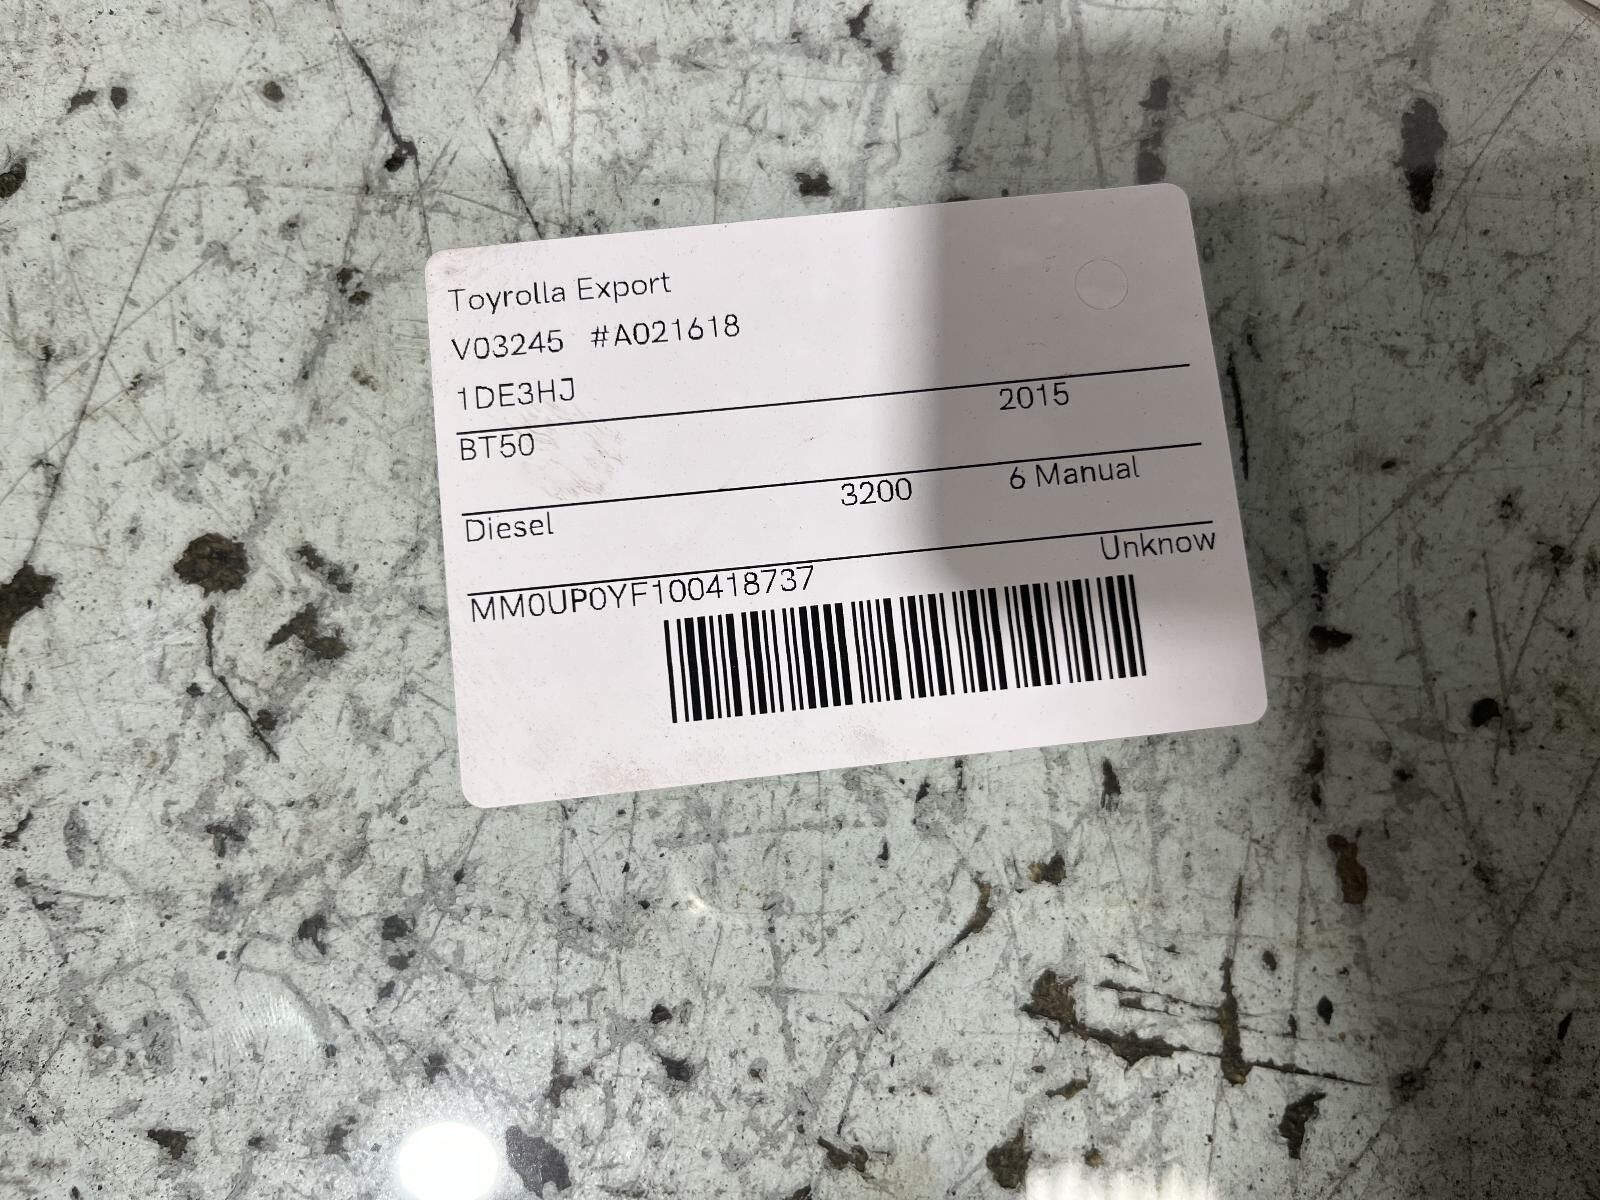 Toyrolla Export
V03245 #A021618
1DE3HJ
BT50 2015
Diesel 3200 6 Manual
MM0UP0YF100418737 Unknow